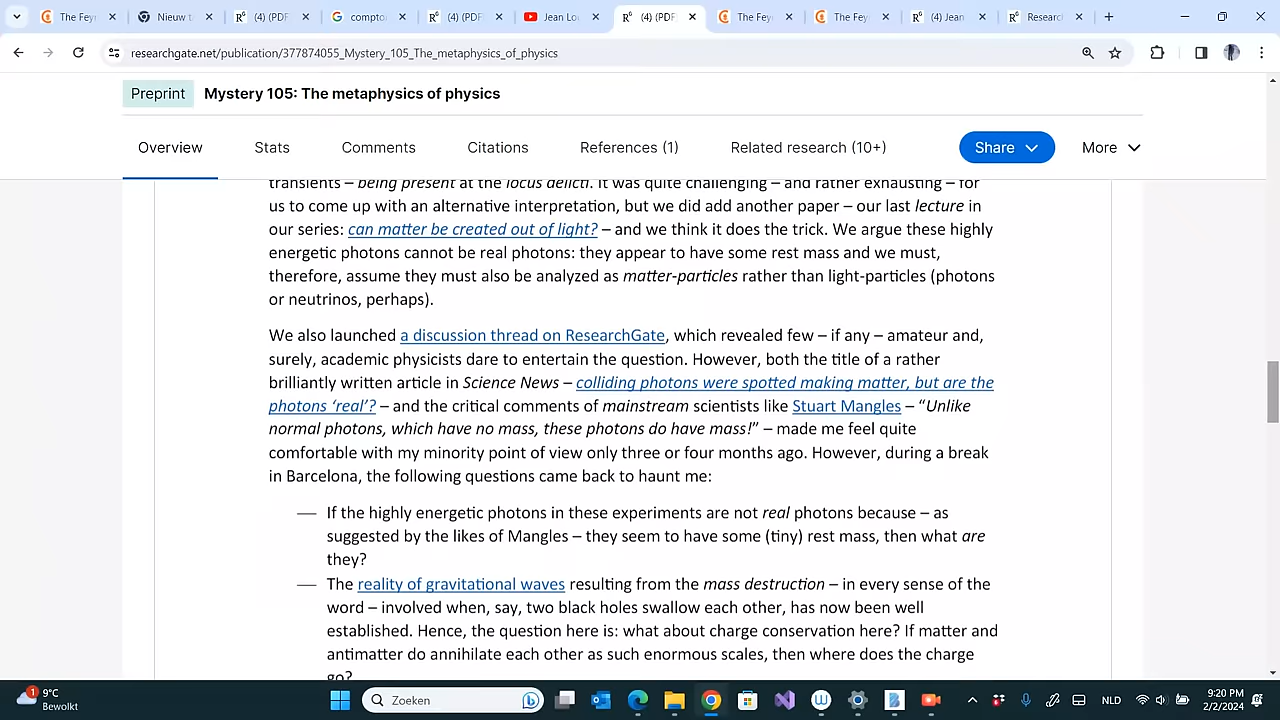 The Fey
Nieuw t
(4) (PDF
compto
(4) (PDF
Jean Lo
(4) (PDF
The Fey
The Fey
(4) Jean
Researc
researchgate.net/publication/377874055_Mystery_105_The_metaphysics_of_physics
Preprint Mystery 105: The metaphysics of physics
Overview Stats Comments Citations References (1) Related research (10+) Share More
transients – being present at the locus delicti. It was quite challenging – and rather exhausting – for
us to come up with an alternative interpretation, but we did add another paper – our last lecture in
our series: can matter be created out of light? – and we think it does the trick. We argue these highly
energetic photons cannot be real photons: they appear to have some rest mass and we must,
therefore, assume they must also be analyzed as matter-particles rather than light-particles (photons
or neutrinos, perhaps).
We also launched a discussion thread on ResearchGate, which revealed few – if any – amateur and,
surely, academic physicists dare to entertain the question. However, both the title of a rather
brilliantly written article in Science News – colliding photons were spotted making matter, but are the
photons ‘real’? – and the critical comments of mainstream scientists like Stuart Mangles – “Unlike
normal photons, which have no mass, these photons do have mass!” – made me feel quite
comfortable with my minority point of view only three or four months ago. However, during a break
in Barcelona, the following questions came back to haunt me:
— If the highly energetic photons in these experiments are not real photons because – as
suggested by the likes of Mangles – they seem to have some (tiny) rest mass, then what are
they?
— The reality of gravitational waves resulting from the mass destruction – in every sense of the
word – involved when, say, two black holes swallow each other, has now been well
established. Hence, the question here is: what about charge conservation here? If matter and
antimatter do annihilate each other as such enormous scales, then where does the charge
go?
1
9°C
Bewolkt
Zoeken
NLD
9:20 PM
2/2/2024